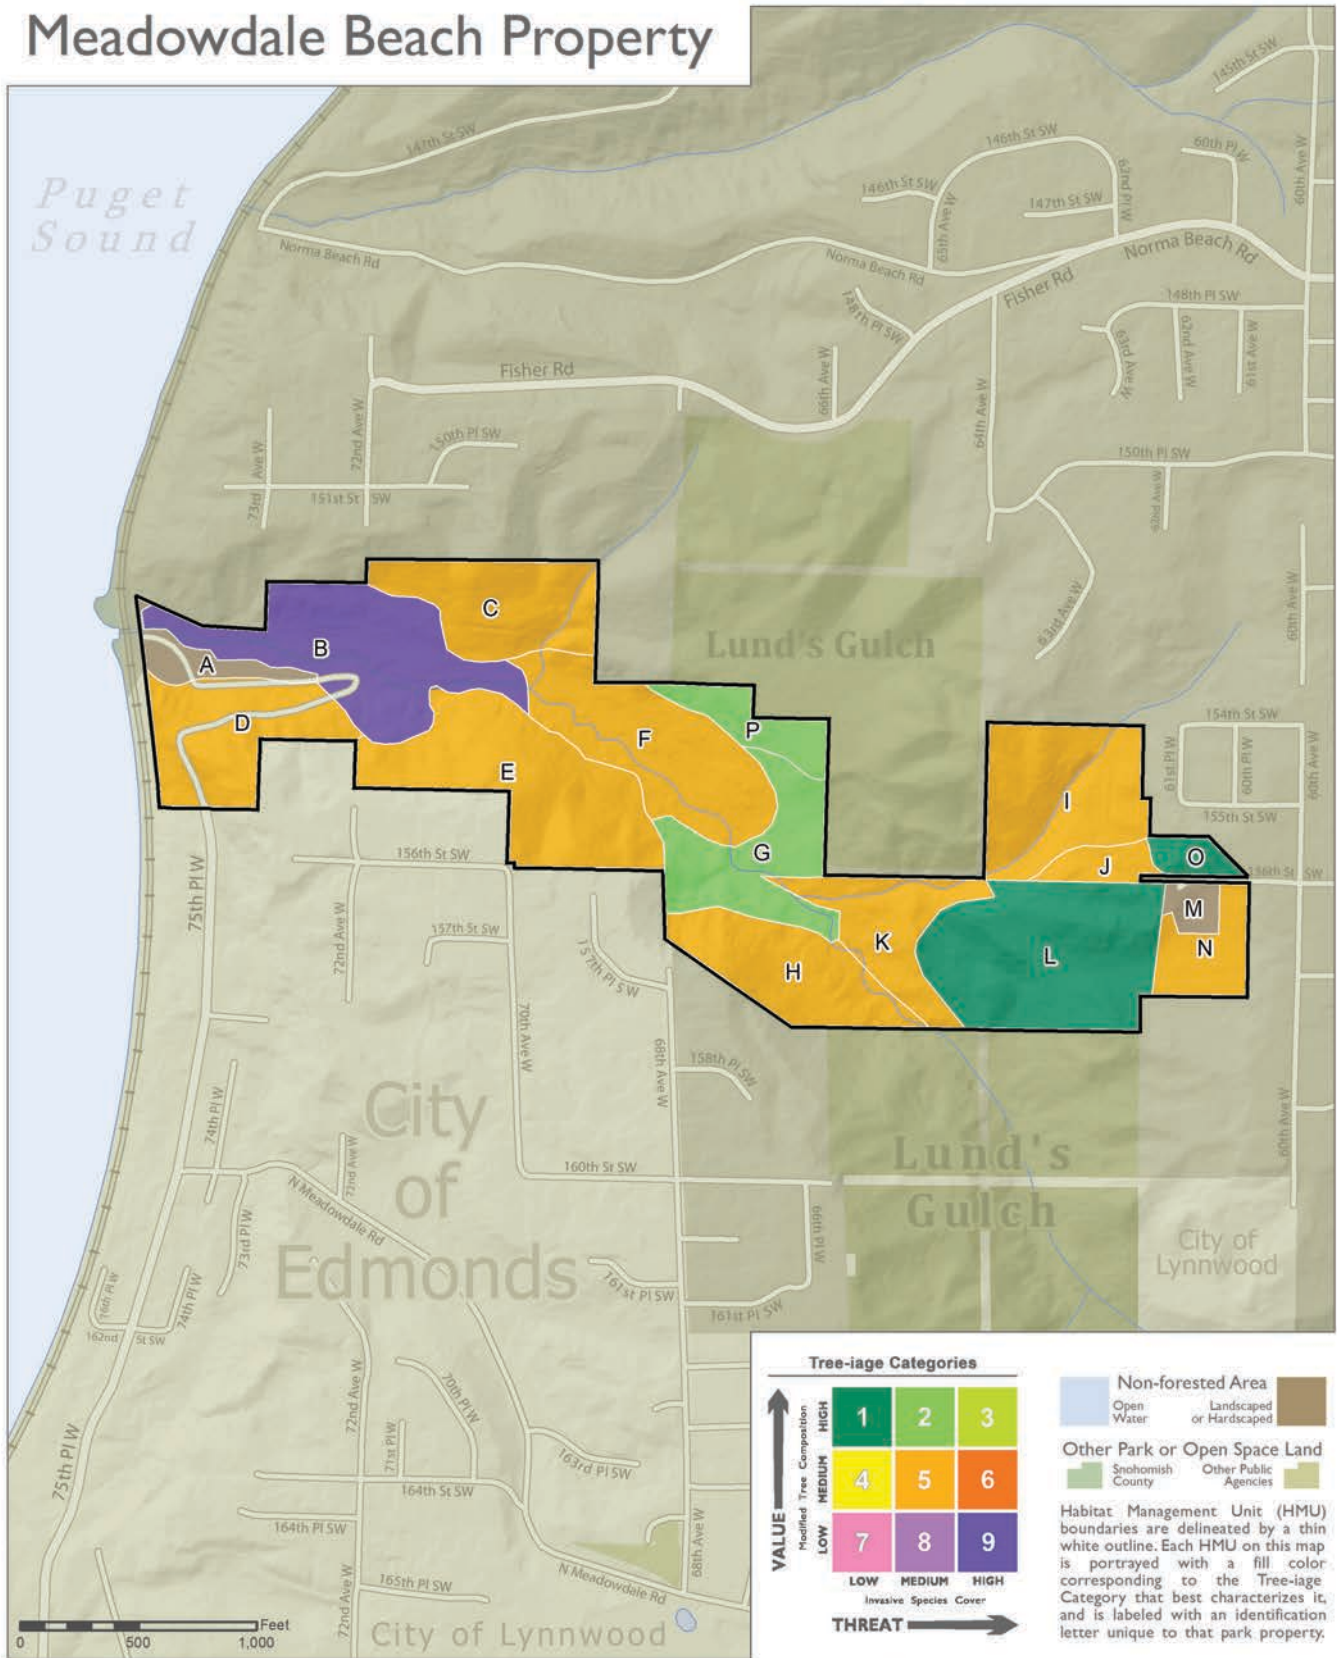 Meadowdale Beach Property
145th St SW
147th St SW
146th St SW
60th Pl W
60th Ave W
146th St SW
62nd Pl W
147th St SW
65th Ave W
Puget
Sound
Norma Beach Rd
Norma Beach Rd
Norma Beach Rd
Fisher Rd
148th Pl SW
148th Pl SW
63rd Ave W
62nd Ave W
61st Ave W
Fisher Rd
66th Ave W
64th Ave W
72nd Ave W
150th Pl SW
150th Pl SW
73rd Ave W
151st St SW
62nd Ave W
63rd Ave W
60th Ave W
Lund's Gulch
C
B
A
D
P
F
E
I
G
J
O
M
K
L
N
H
154th St SW
61st Pl W
60th Pl W
60th Ave W
155th St SW
156th St SW
156th St SW
75th Pl W
72nd Ave W
157th St SW
157th Pl SW
70th Ave W
68th Ave W
158th Pl SW
74th Pl W
72nd Ave W
60th Ave W
City
of
Edmonds
160th St SW
Lund's
Gulch
N Meadowdale Rd
73rd Pl W
66th Pl W
City of
Lynnwood
16th Pl W
74th Pl W
161st Pl SW
161st Pl SW
162nd St SW
72nd Ave W
70th Pl W
71st Pl W
163rd Pl SW
75th Pl W
164th St SW
164th Pl SW
68th Ave W
N Meadowdale Rd
165th Pl SW
72nd Ave W
City of Lynnwood
Feet
0 500 1,000
Tree-iage Categories
VALUE
Modified Tree Composition
HIGH
1 2 3
MEDIUM
4 5 6
LOW
7 8 9
LOW MEDIUM HIGH
Invasive Species Cover
THREAT
Non-forested Area
Open
Water
Landscaped
or Hardscaped
Other Park or Open Space Land
Snohomish
County
Other Public
Agencies
Habitat Management Unit (HMU)
boundaries are delineated by a thin
white outline. Each HMU on this map
is portrayed with a fill color
corresponding to the Tree-iage
Category that best characterizes it,
and is labeled with an identification
letter unique to that park property.